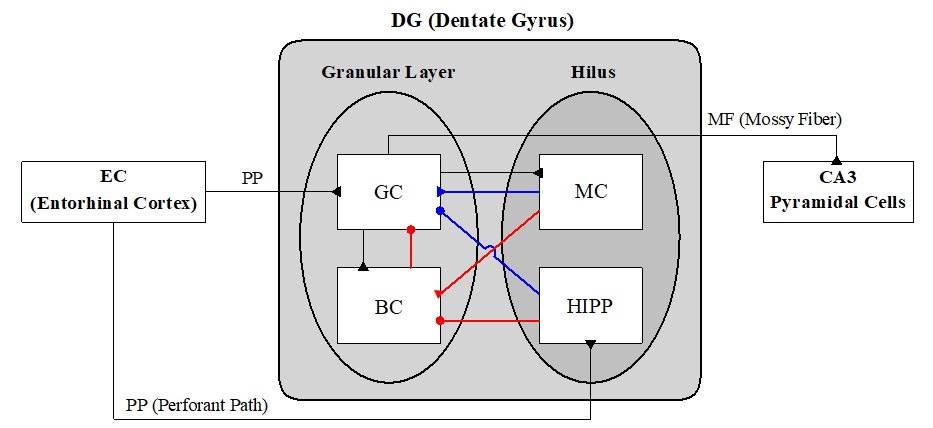 DG (Dentate Gyrus)
Granular Layer
Hilus
MF (Mossy Fiber)
EC
(Entorhinal Cortex)
PP
GC
MC
CA3
Pyramidal Cells
BC
HIPP
PP (Perforant Path)